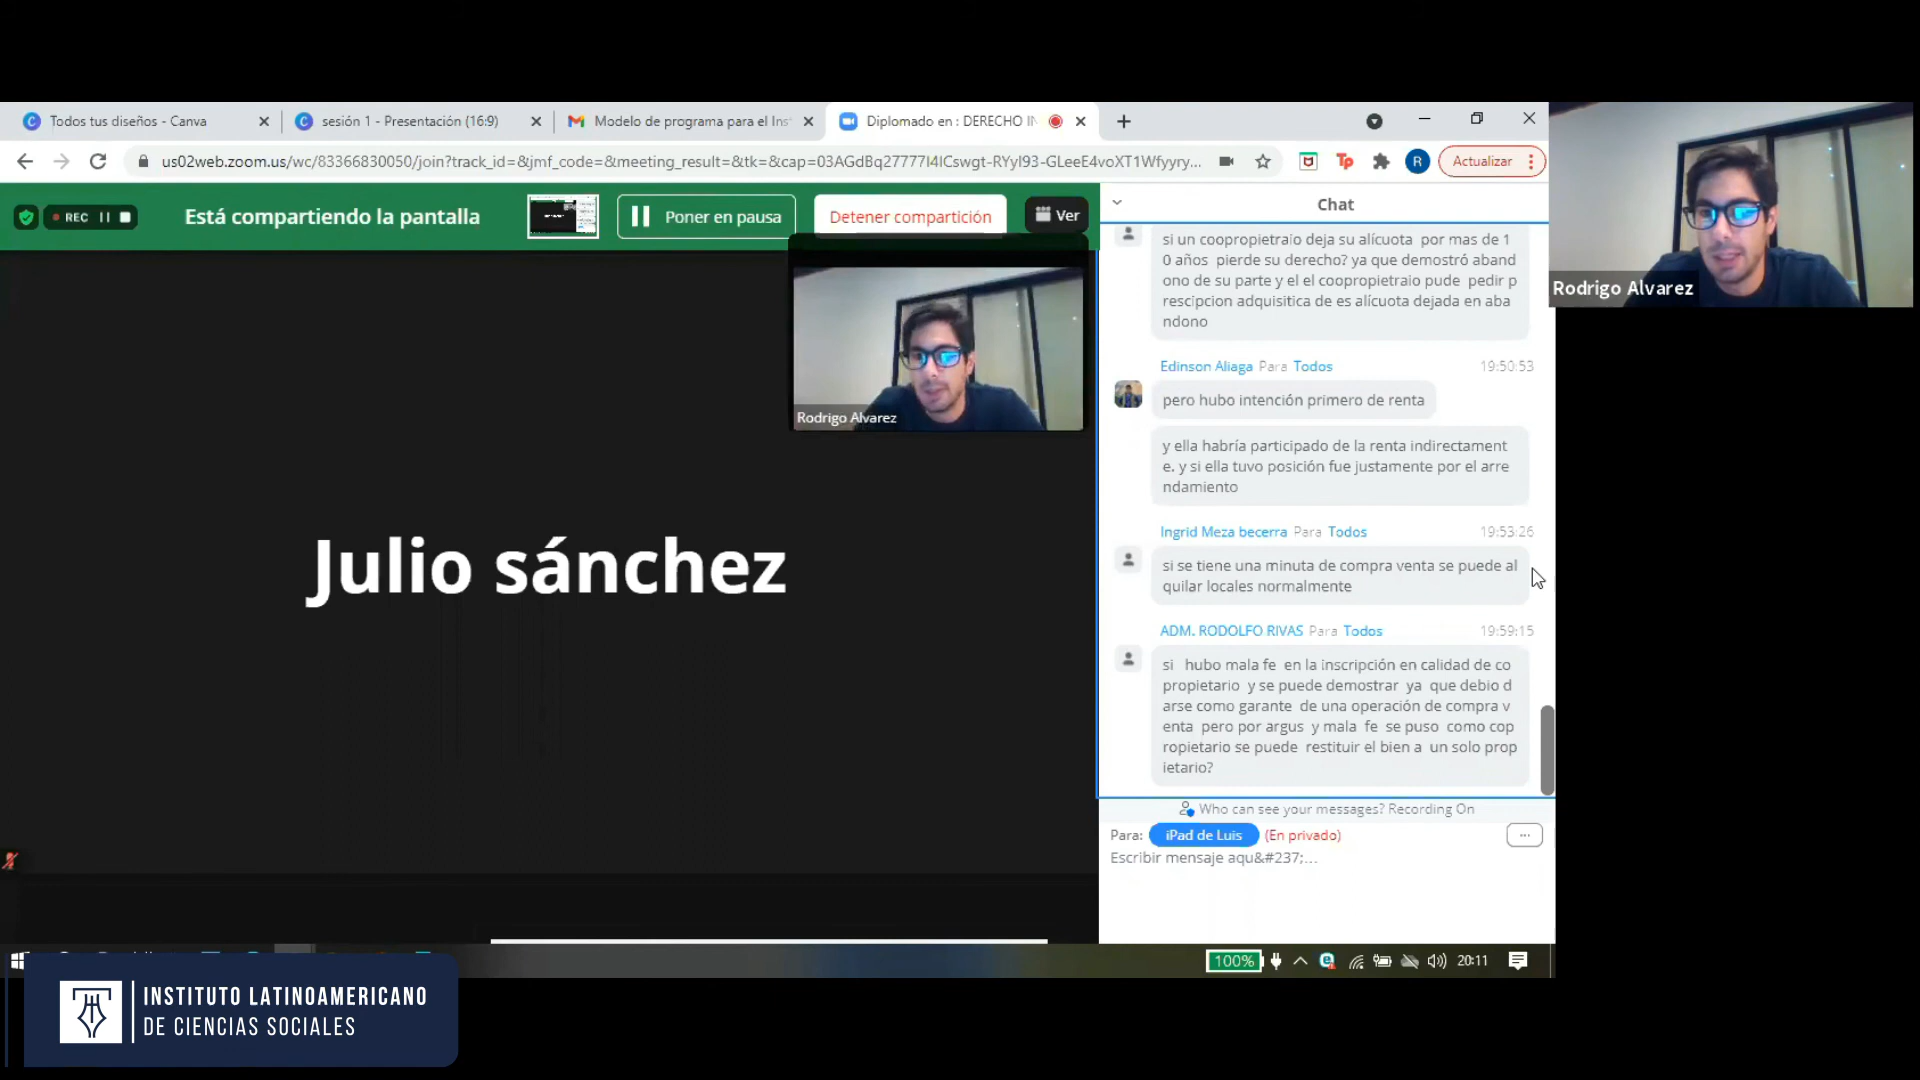 Todos tus diseños - Canva
sesión 1 - Presentación (16:9)
Modelo de programa para el Ins
Diplomado en : DERECHO IN
us02web.zoom.us/wc/83366830050/join?track_id=&jmf_code=&meeting_result=&tk=&cap=03AGdBq27777I4ICswgt-RYyI93-GLeeE4voXT1Wfyyry...
Tp
R
Actualizar
REC
Está compartiendo la pantalla
Poner en pausa
Detener compartición
Ver
Rodrigo Alvarez
Julio sánchez
Chat
si un coopropietraio deja su alícuota por mas de 1
0 años pierde su derecho? ya que demostró aband
ono de su parte y el el coopropietraio pude pedir p
rescipcion adquisitica de es alícuota dejada en aba
ndono
Edinson Aliaga Para Todos 19:50:53
pero hubo intención primero de renta
y ella habría participado de la renta indirectament
e. y si ella tuvo posición fue justamente por el arre
ndamiento
Ingrid Meza becerra Para Todos 19:53:26
si se tiene una minuta de compra venta se puede al
quilar locales normalmente
ADM. RODOLFO RIVAS Para Todos 19:59:15
si hubo mala fe en la inscripción en calidad de co
propietario y se puede demostrar ya que debio d
arse como garante de una operación de compra v
enta pero por argus y mala fe se puso como cop
ropietario se puede restituir el bien a un solo prop
ietario?
Who can see your messages? Recording On
Para: iPad de Luis (En privado)
Escribir mensaje aqu&#237;...
Rodrigo Alvarez
100%
20:11
INSTITUTO LATINOAMERICANO
DE CIENCIAS SOCIALES